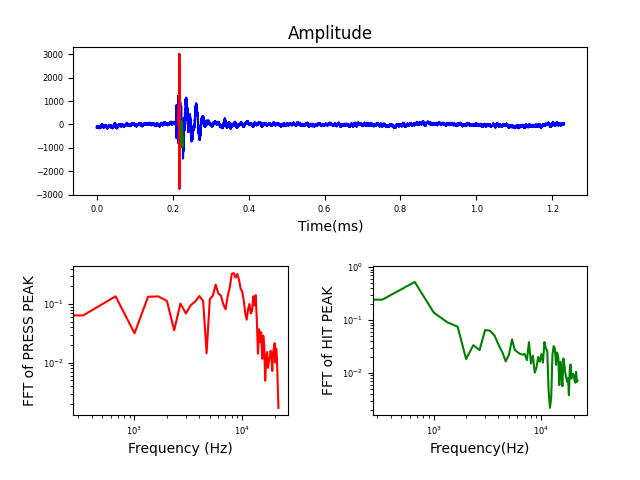 Amplitude
3000
2000
1000
0
−1000
−2000
−3000
0.0 0.2 0.4 0.6 0.8 1.0 1.2
Time(ms)
FFT of PRESS PEAK
10⁻¹
10⁻²
10³ 10⁴
Frequency (Hz)
FFT of HIT PEAK
10⁰
10⁻¹
10⁻²
10³ 10⁴
Frequency(Hz)